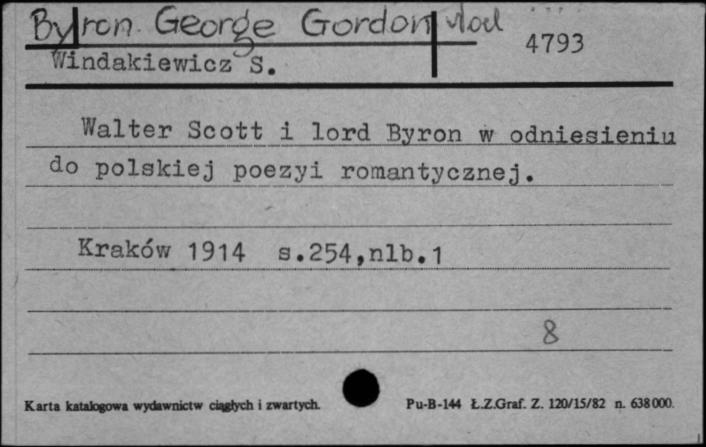 Byron George Gordon
4793
Windakiewicz S.
Walter Scott i lord Byron w odniesieniu
do polskiej poezyi romantycznej.
Kraków 1914 s.254,nlb.1
8
Karta katalogowa wydawnictw ciągłych i zwartych. Pu-B-144 Ł.Z.Graf. Z. 120/15/82 n. 638000.